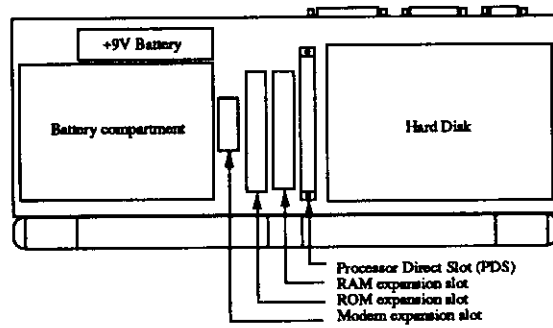 +9V Battery
Battery compartment
Hard Disk
Processor Direct Slot (PDS)
RAM expansion slot
ROM expansion slot
Modem expansion slot